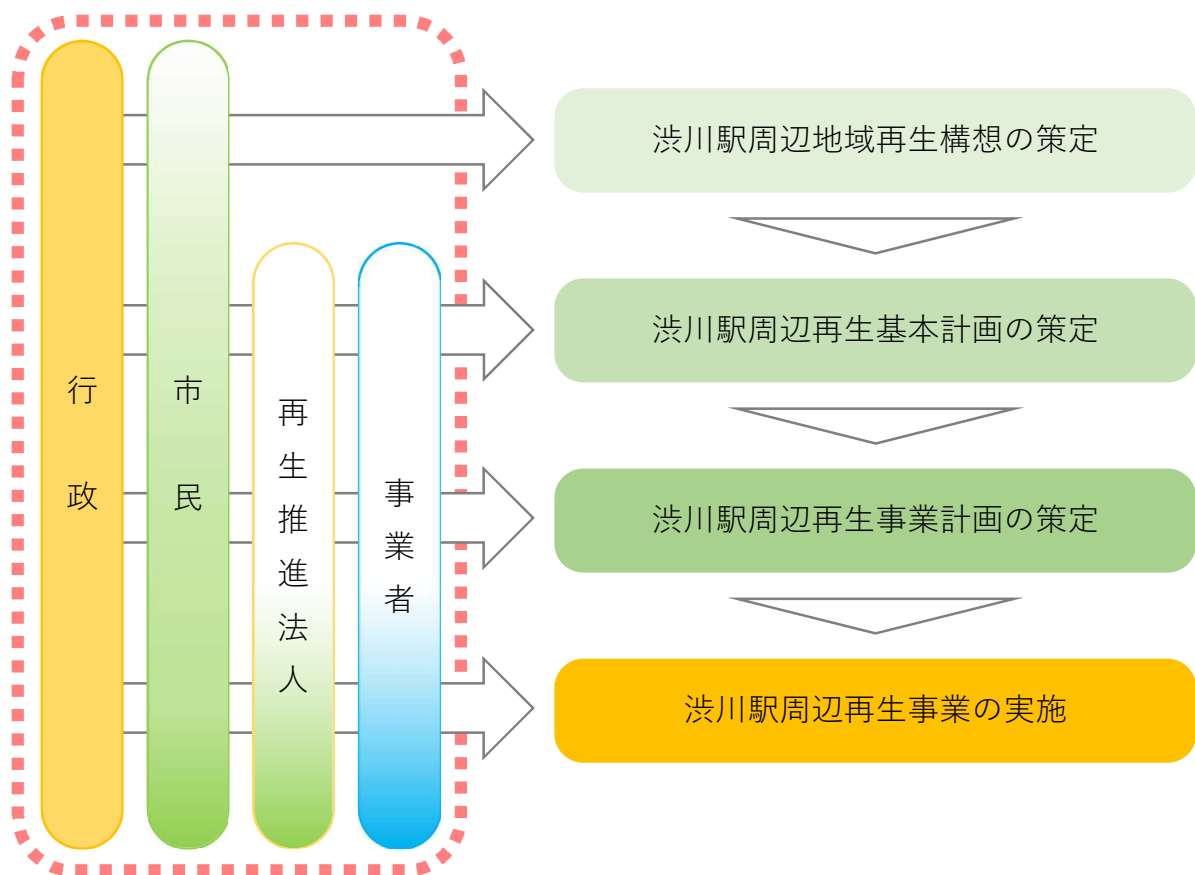 行政
市民
再生推進法人
事業者
渋川駅周辺地域再生構想の策定
渋川駅周辺再生基本計画の策定
渋川駅周辺再生事業計画の策定
渋川駅周辺再生事業の実施